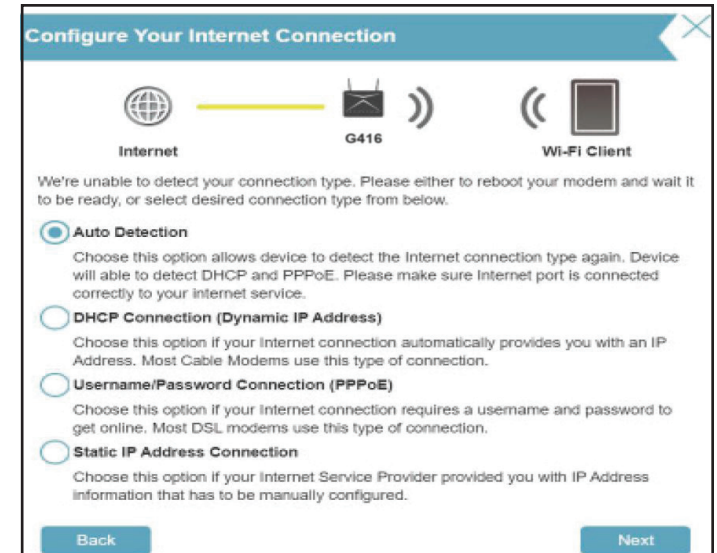 Configure Your Internet Connection
G416
Internet
Wi-Fi Client
We're unable to detect your connection type. Please either to reboot your modem and wait it
to be ready, or select desired connection type from below.
Auto Detection
Choose this option allows device to detect the Internet connection type again. Device
will able to detect DHCP and PPPoE. Please make sure Internet port is connected
correctly to your internet service.
DHCP Connection (Dynamic IP Address)
Choose this option if your Internet connection automatically provides you with an IP
Address. Most Cable Modems use this type of connection.
Username/Password Connection (PPPoE)
Choose this option if your Internet connection requires a username and password to
get online. Most DSL modems use this type of connection.
Static IP Address Connection
Choose this option if your Internet Service Provider provided you with IP Address
information that has to be manually configured.
Back
Next